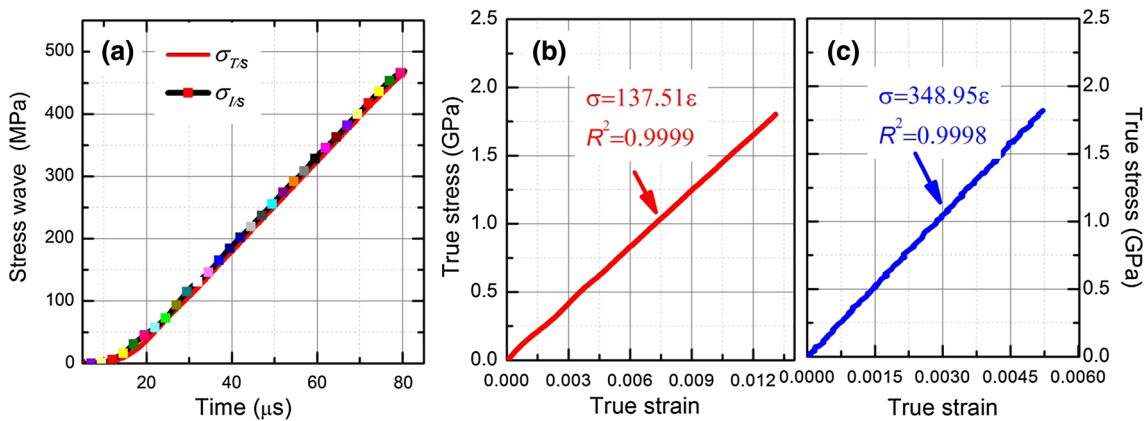 (a)
σT/s
σI/s
Stress wave (MPa)
500
400
300
200
100
0
20
40
60
80
Time (μs)
(b)
σ=137.51ε
R²=0.9999
True stress (GPa)
2.5
2.0
1.5
1.0
0.5
0.0
0.000
0.003
0.006
0.009
0.012
True strain
(c)
σ=348.95ε
R²=0.9998
2.5
2.0
1.5
1.0
0.5
0.0
True stress (GPa)
0.0000
0.0015
0.0030
0.0045
0.0060
True strain